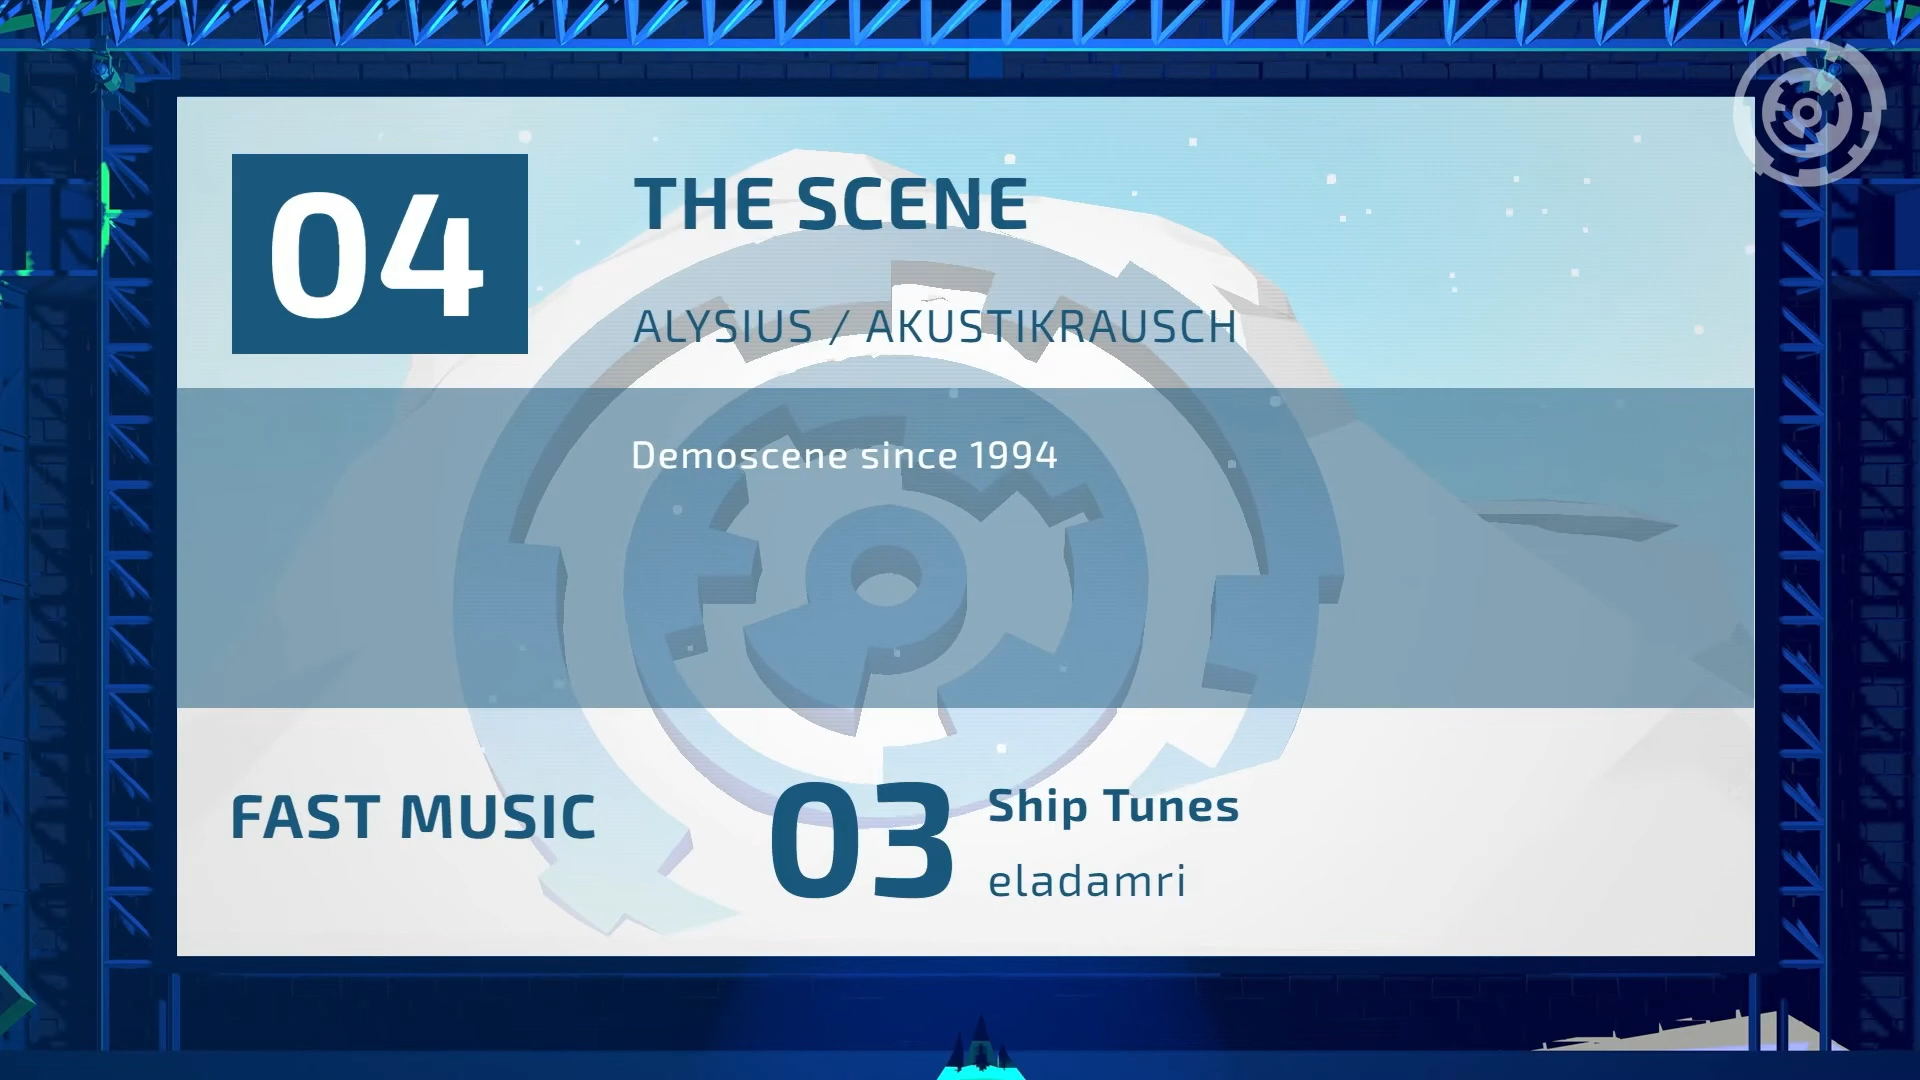 04
THE SCENE
ALYSIUS / AKUSTIKRAUSCH
Demoscene since 1994
FAST MUSIC
03
Ship Tunes
eladamri